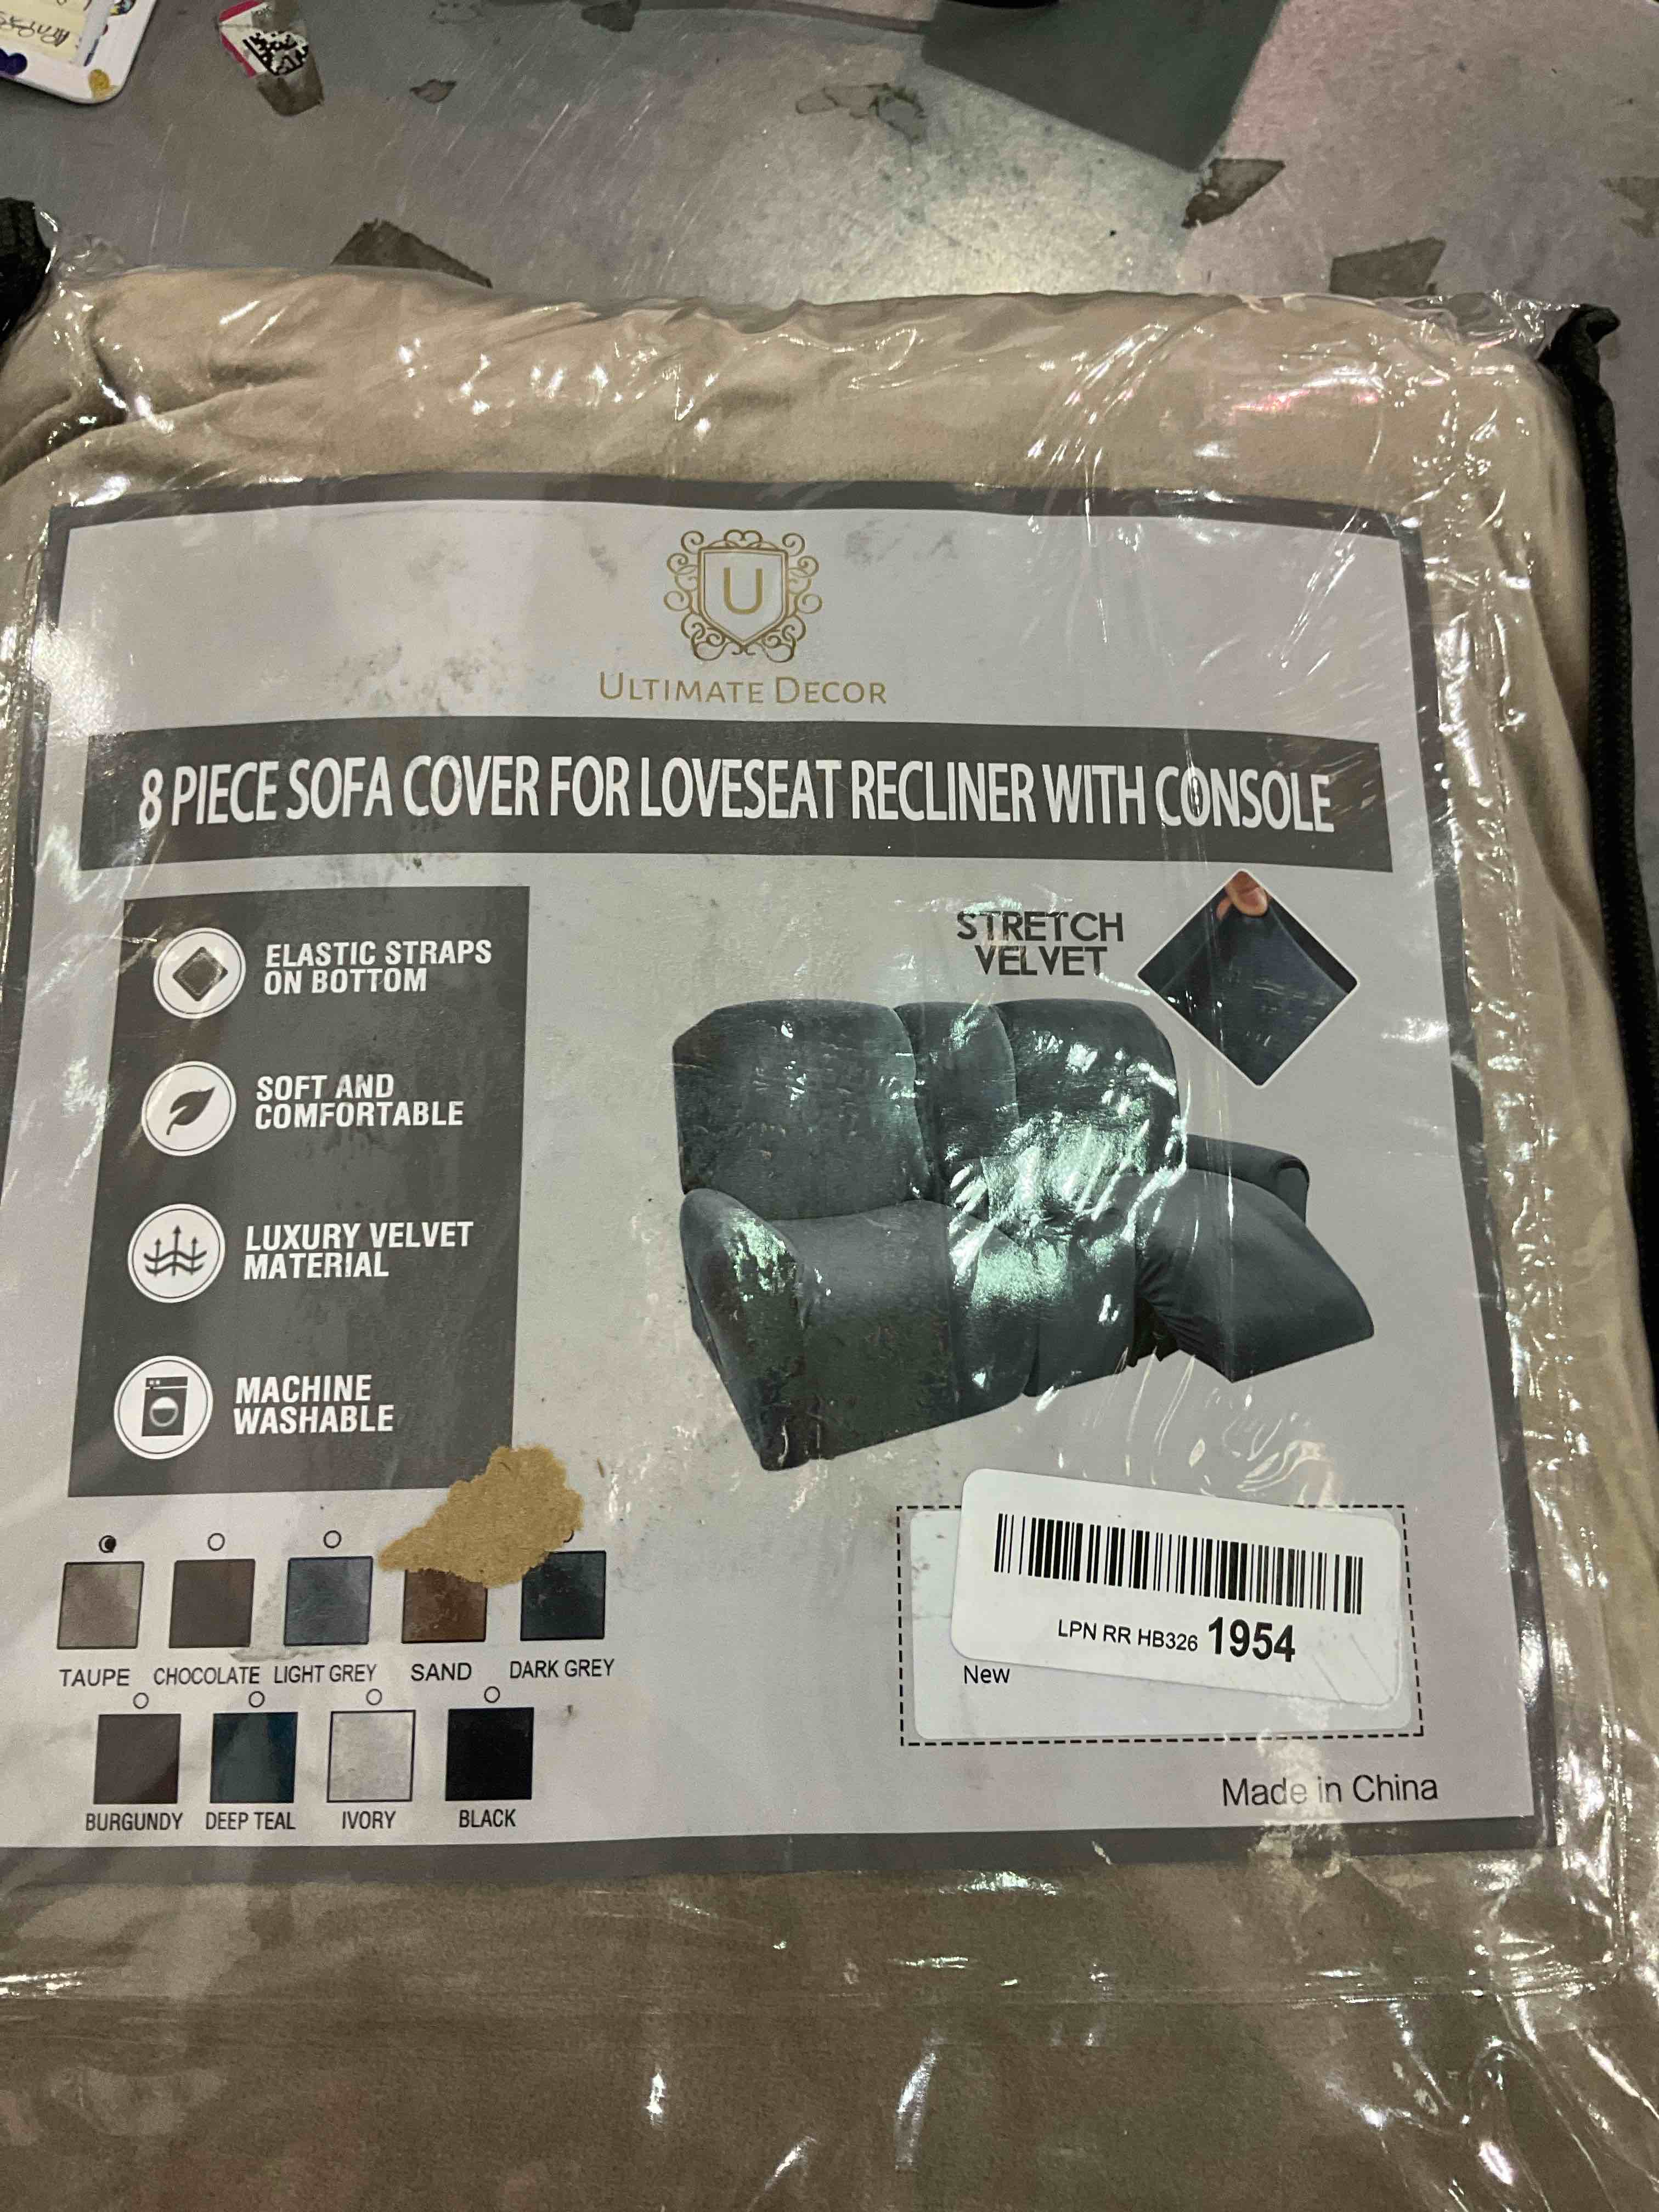 U
ULTIMATE DECOR
8 PIECE SOFA COVER FOR LOVESEAT RECLINER WITH CONSOLE
ELASTIC STRAPS
ON BOTTOM
SOFT AND
COMFORTABLE
LUXURY VELVET
MATERIAL
MACHINE
WASHABLE
STRETCH
VELVET
TAUPE CHOCOLATE LIGHT GREY SAND DARK GREY
BURGUNDY DEEP TEAL IVORY BLACK
LPN RR HB326 1954
New
Made in China